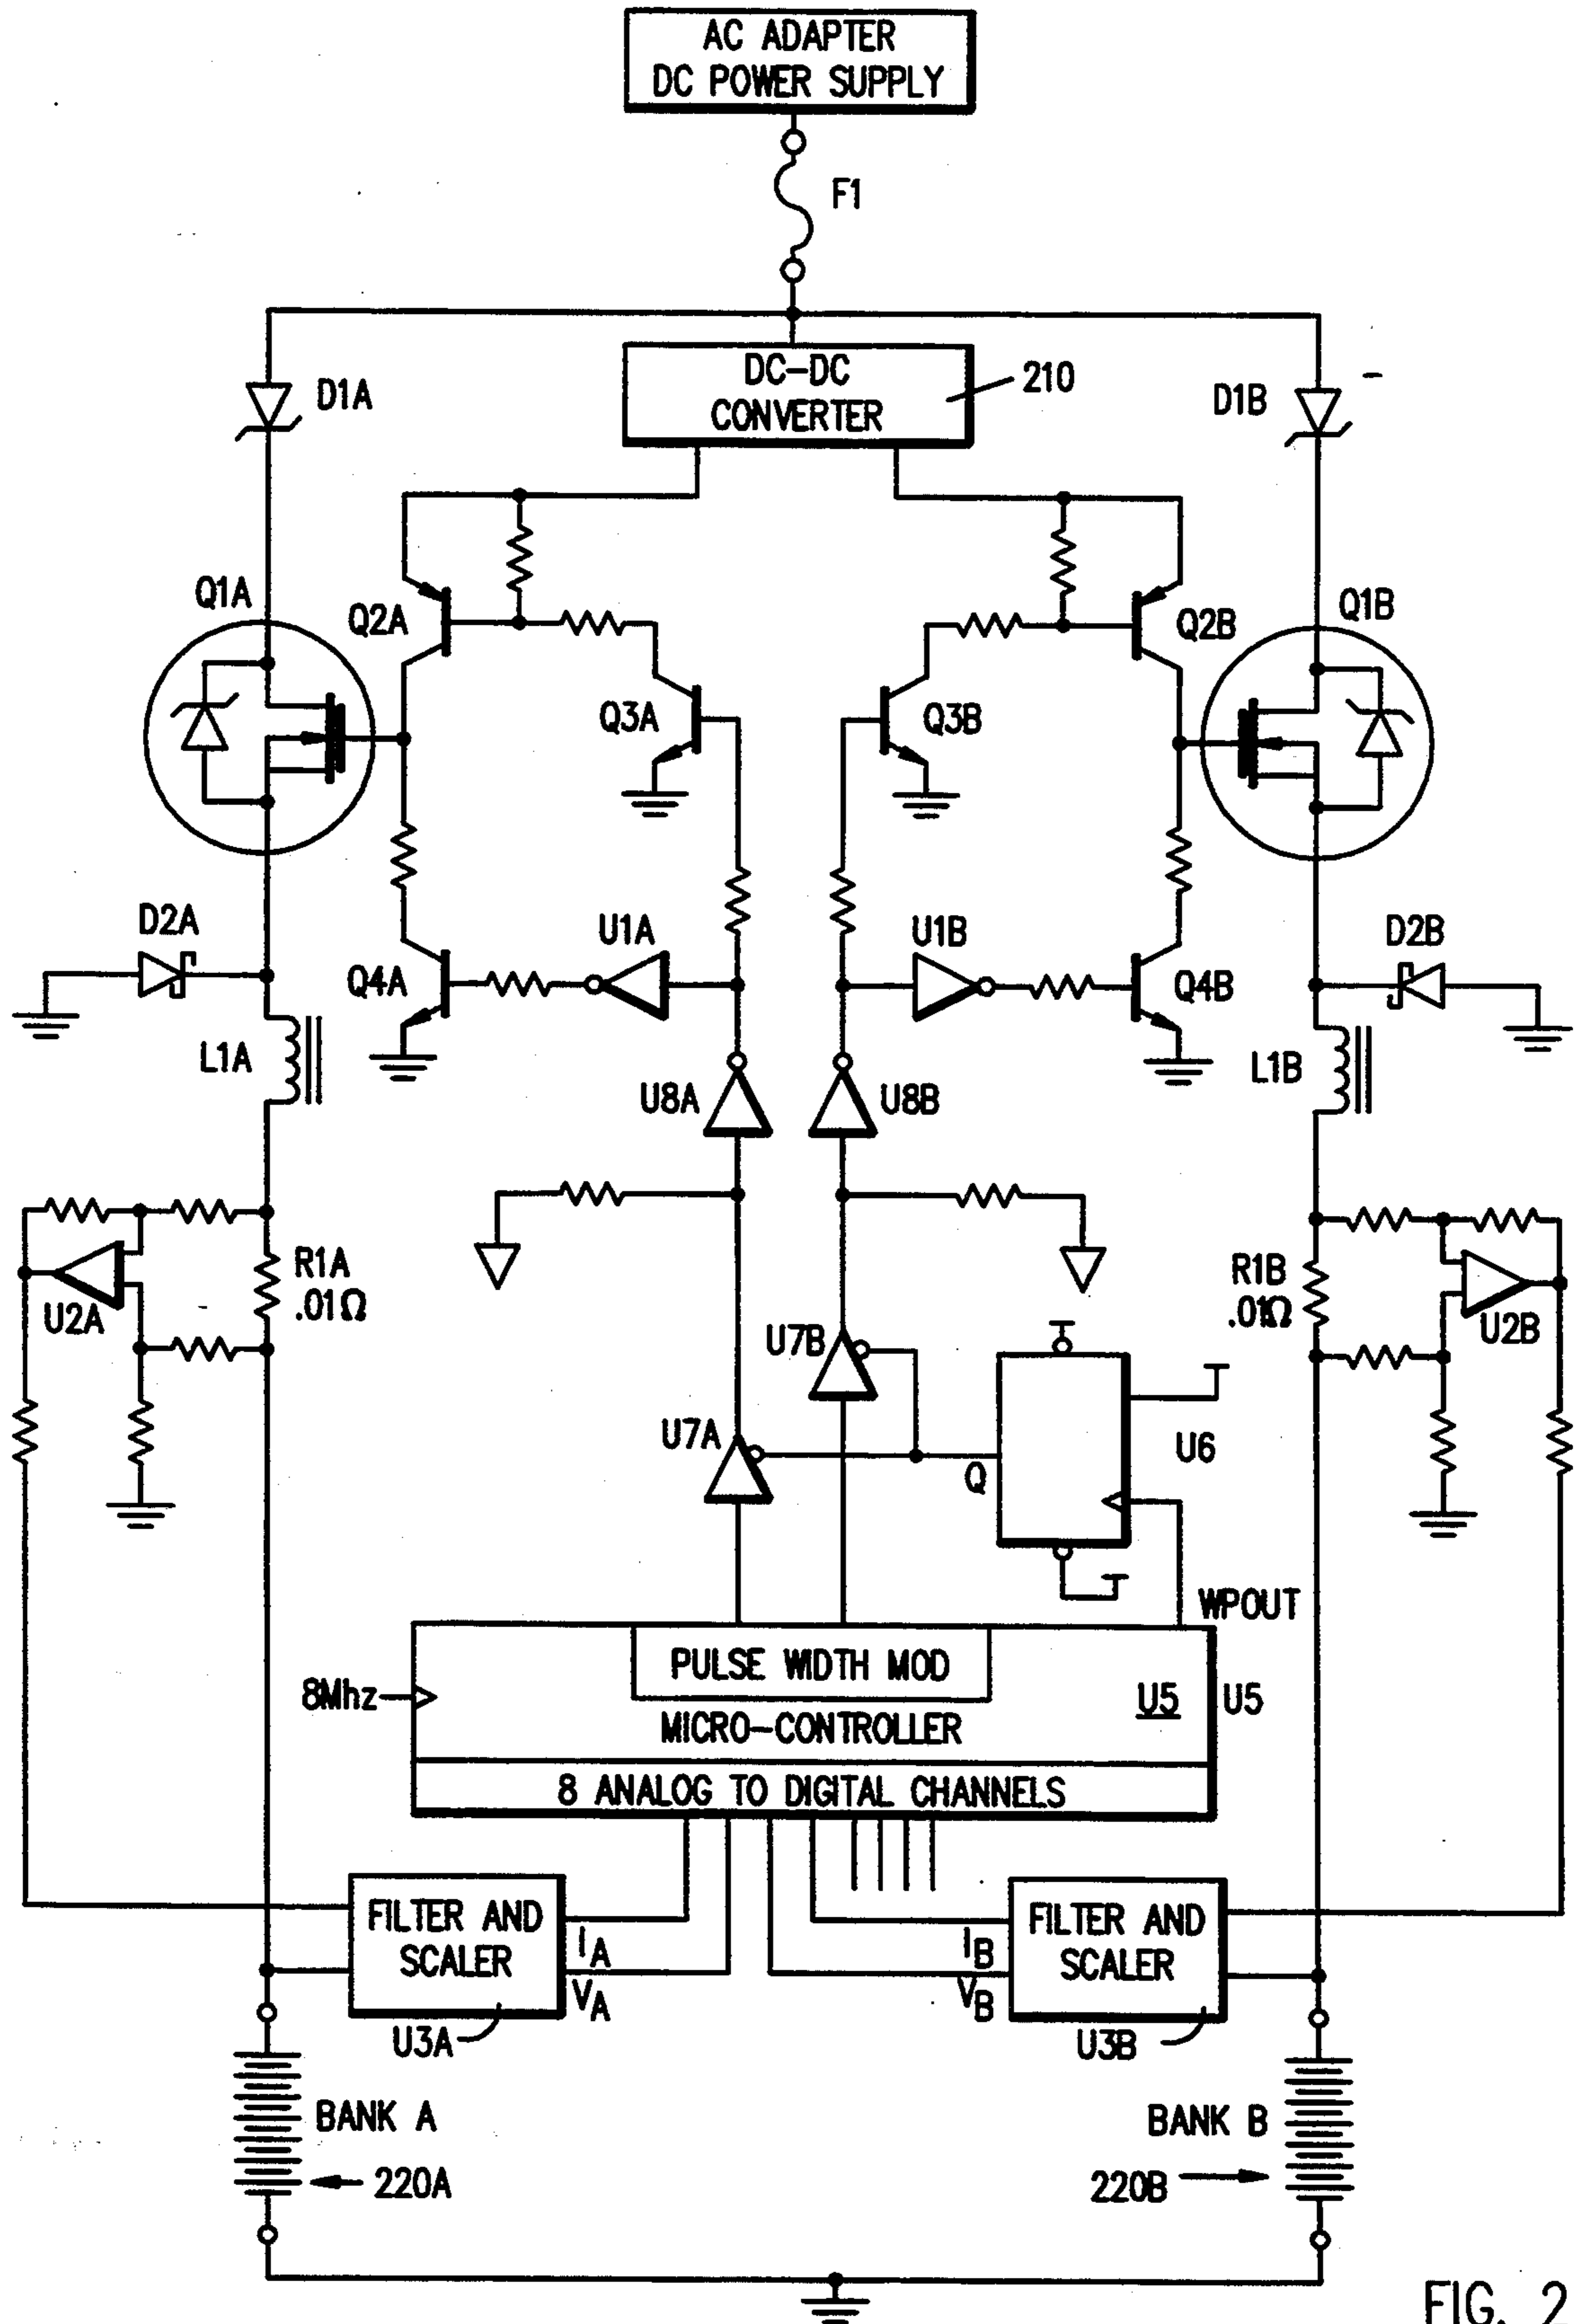 AC ADAPTER
DC POWER SUPPLY
F1
DC-DC
CONVERTER
210
D1A
D1B
Q1A
Q2A
Q2B
Q1B
Q3A
Q3B
D2A
U1A
U1B
D2B
Q4A
Q4B
L1A
L1B
U8A
U8B
R1A
.01Ω
U2A
R1B
.01Ω
U2B
U7B
U7A
Q
U6
WPOUT
PULSE WIDTH MOD
8Mhz
U5
U5
MICRO-CONTROLLER
8 ANALOG TO DIGITAL CHANNELS
FILTER AND
SCALER
IA
VA
IB
VB
FILTER AND
SCALER
U3A
U3B
BANK A
BANK B
220A
220B
FIG. 2